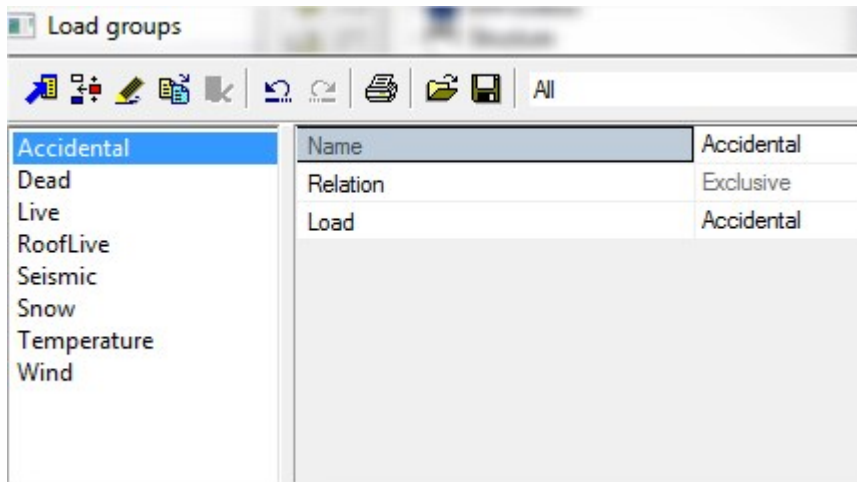 Load groups
All
Accidental
Dead
Live
RoofLive
Seismic
Snow
Temperature
Wind
Name Accidental
Relation Exclusive
Load Accidental